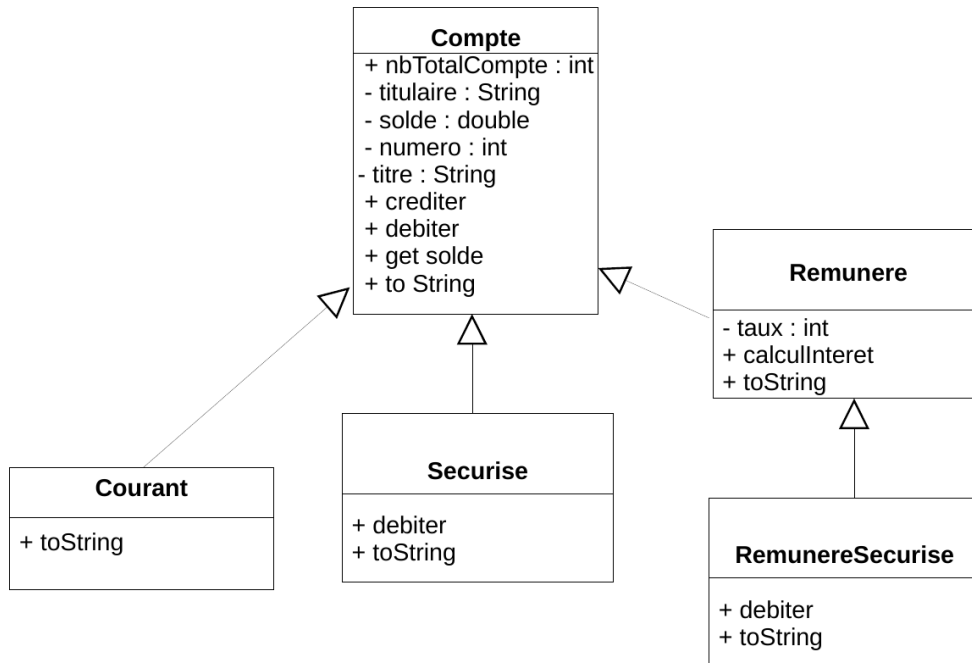 Compte
+ nbTotalCompte : int
- titulaire : String
- solde : double
- numero : int
- titre : String
+ crediter
+ debiter
+ get solde
+ to String
Remunere
- taux : int
+ calculInteret
+ toString
Courant
+ toString
Securise
+ debiter
+ toString
RemunereSecurise
+ debiter
+ toString